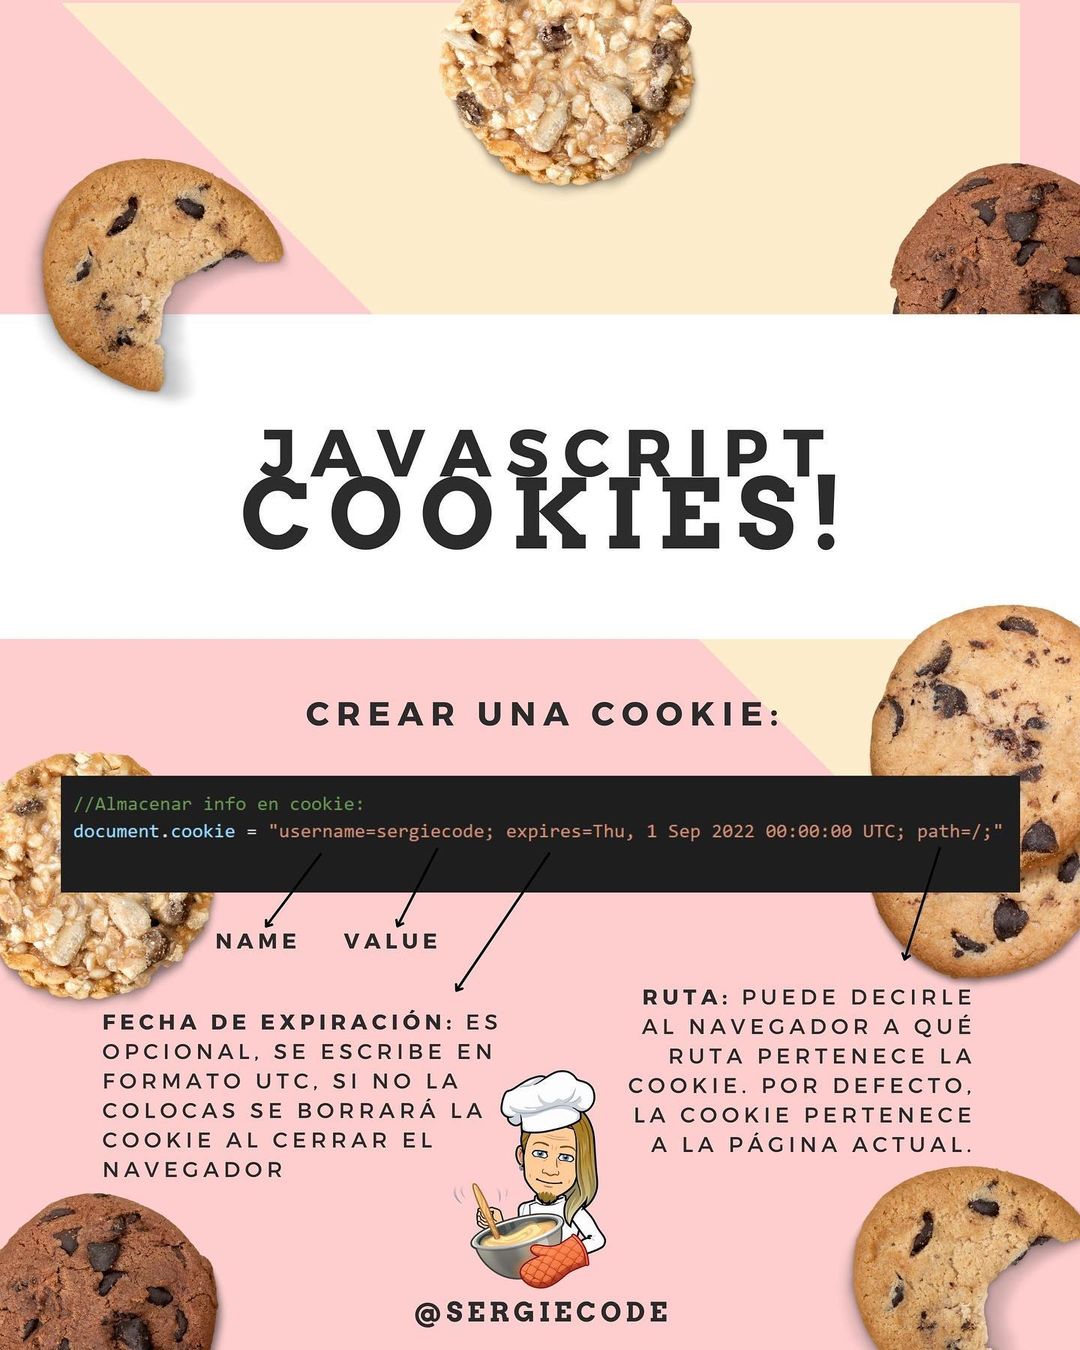 JAVASCRIPT
COOKIES!
CREAR UNA COOKIE:
//Almacenar info en cookie:
document.cookie = "username=sergiecode; expires=Thu, 1 Sep 2022 00:00:00 UTC; path=/;"
NAME
VALUE
FECHA DE EXPIRACIÓN: ES
OPCIONAL, SE ESCRIBE EN
FORMATO UTC, SI NO LA
COLOCAS SE BORRARÁ LA
COOKIE AL CERRAR EL
NAVEGADOR
RUTA: PUEDE DECIRLE
AL NAVEGADOR A QUÉ
RUTA PERTENECE LA
COOKIE. POR DEFECTO,
LA COOKIE PERTENECE
A LA PÁGINA ACTUAL.
@SERGIECODE